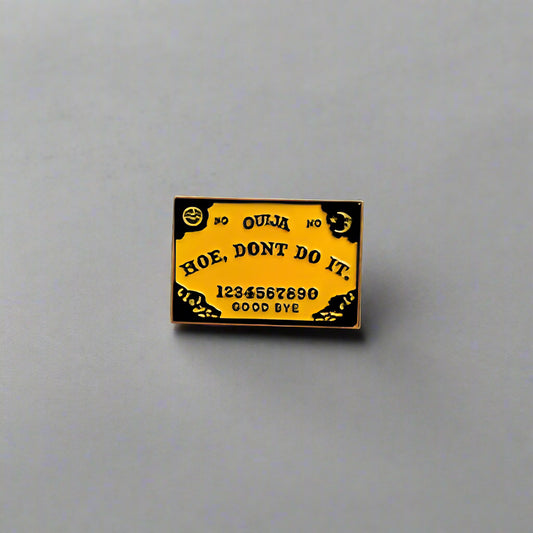 NO OUIJA NO
HOE, DONT DO IT.
1234567890
GOOD BYE